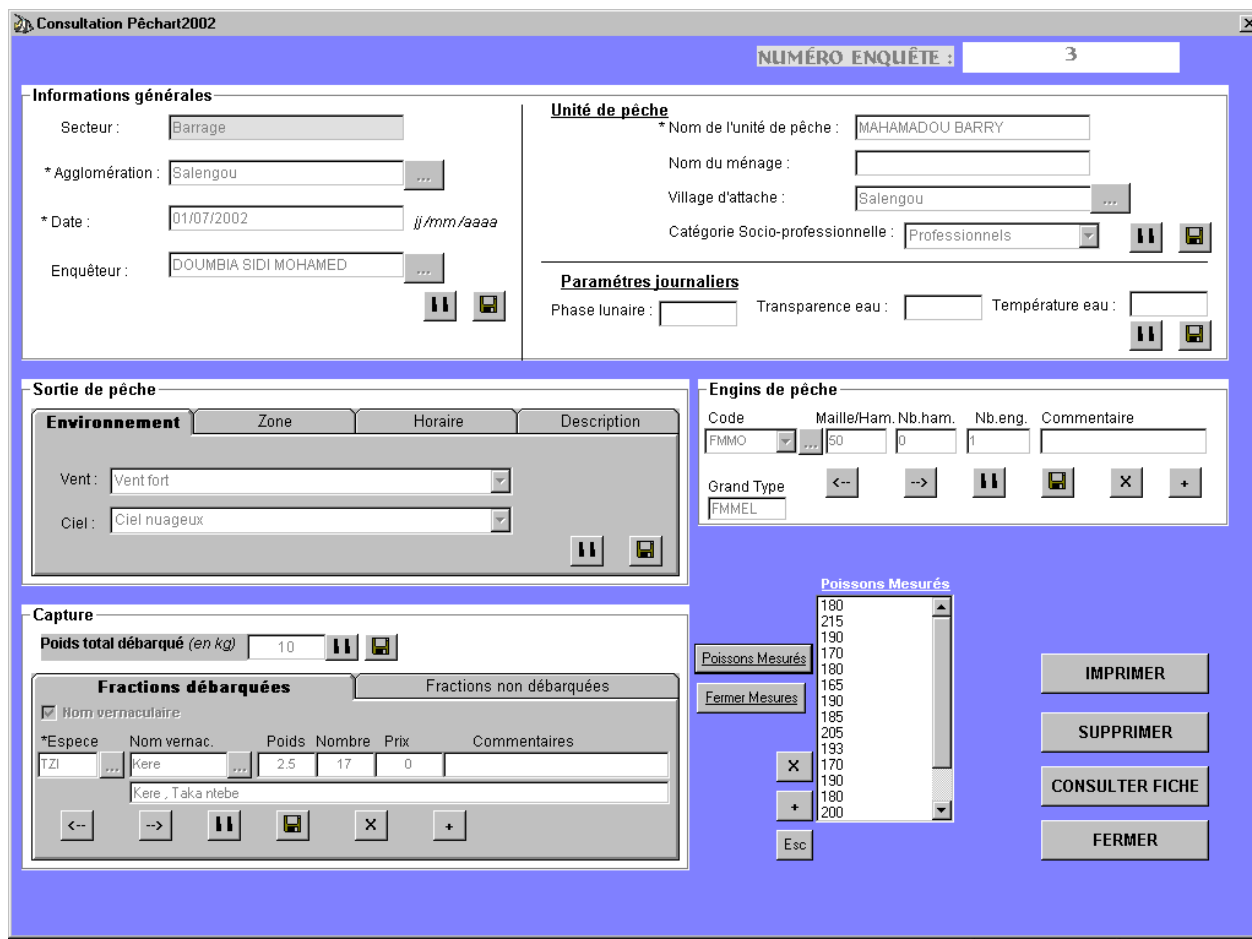 Consultation Pêchart2002
NUMÉRO ENQUÊTE : 3
Informations générales
Secteur : Barrage
* Agglomération : Salengou ...
* Date : 01/07/2002 jj/mm/aaaa
Enquêteur : DOUMBIA SIDI MOHAMED ...
Unité de pêche
* Nom de l'unité de pêche : MAHAMADOU BARRY
Nom du ménage :
Village d'attache : Salengou ...
Catégorie Socio-professionnelle : Professionnels
Paramétres journaliers
Phase lunaire : Transparence eau : Température eau :
Sortie de pêche
Environnement Zone Horaire Description
Vent : Vent fort
Ciel : Ciel nuageux
Engins de pêche
Code Maille/Ham. Nb.ham. Nb.eng. Commentaire
FMMO ... 50 0 1
Grand Type <-- --> X +
FMMEL
Capture
Poids total débarqué (en kg) 10
Fractions débarquées Fractions non débarquées
Nom vernaculaire
*Espece Nom vernac. Poids Nombre Prix Commentaires
TZI ... Kere ... 2.5 17 0
Kere , Taka ntebe
<-- --> X +
Poissons Mesurés
Poissons Mesurés
Fermer Mesures
X
+
Esc
180
215
190
170
180
165
190
185
205
193
170
190
180
200
IMPRIMER
SUPPRIMER
CONSULTER FICHE
FERMER